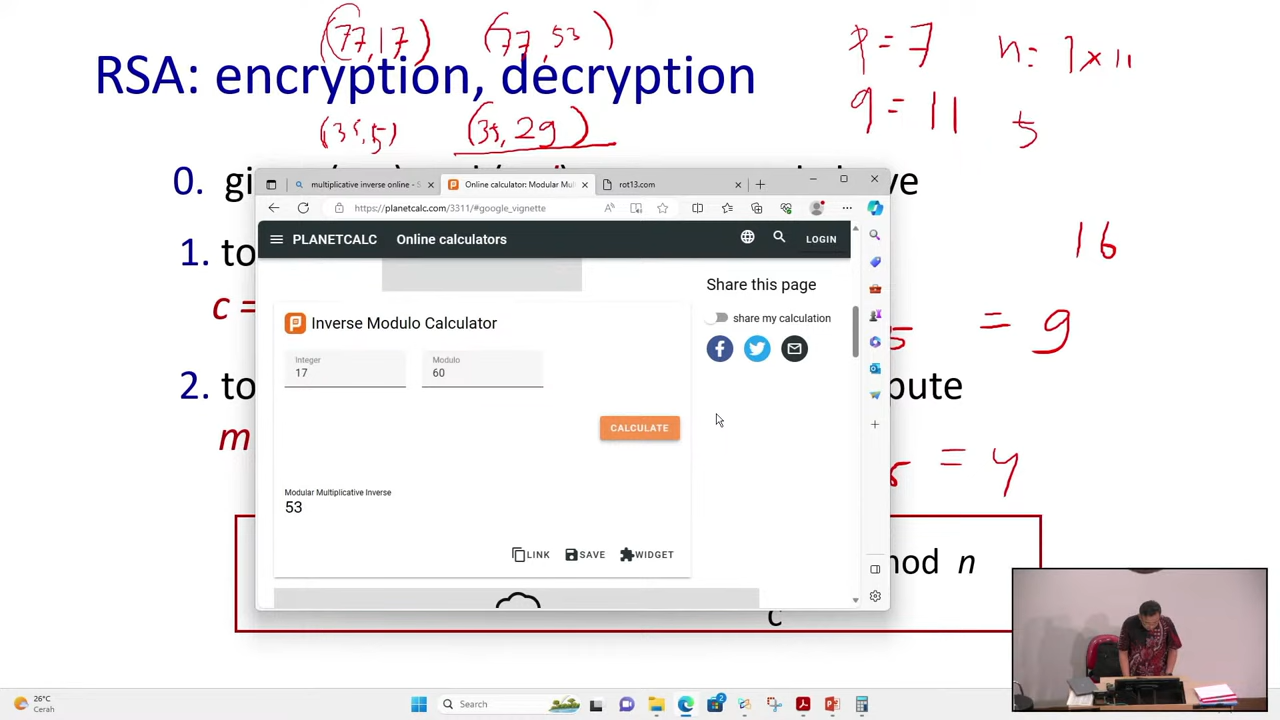 (77,17) (77,53)
p = 7 n: 7x11
RSA: encryption, decryption
q = 11
(35,5) (35,29)
5
0. gi
ve
multiplicative inverse online - S
Online calculator: Modular Mul
rot13.com
https://planetcalc.com/3311/#google_vignette
PLANETCALC Online calculators
LOGIN
1. to
16
Share this page
share my calculation
c =
Inverse Modulo Calculator
5 = 9
Integer
17
Modulo
60
2. to
pute
CALCULATE
m
= 4
Modular Multiplicative Inverse
53
LINK SAVE WIDGET
mod n
c
26°C
Cerah
Search